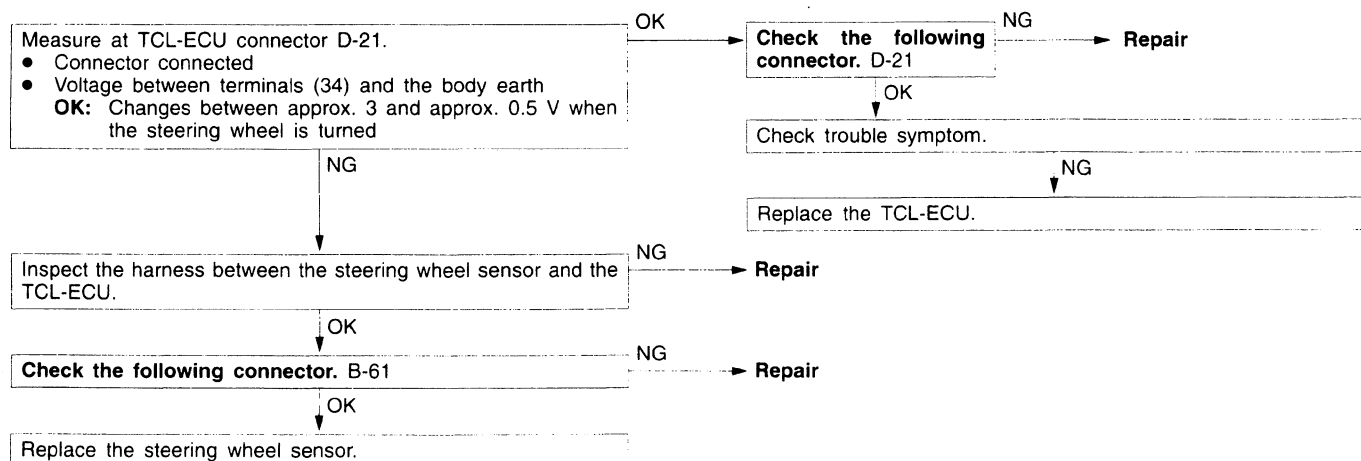 Measure at TCL-ECU connector D-21.
● Connector connected
● Voltage between terminals (34) and the body earth
OK: Changes between approx. 3 and approx. 0.5 V when
the steering wheel is turned
OK
Check the following
connector. D-21
NG
Repair
OK
Check trouble symptom.
NG
Replace the TCL-ECU.
NG
Inspect the harness between the steering wheel sensor and the
TCL-ECU.
NG
Repair
OK
Check the following connector. B-61
NG
Repair
OK
Replace the steering wheel sensor.